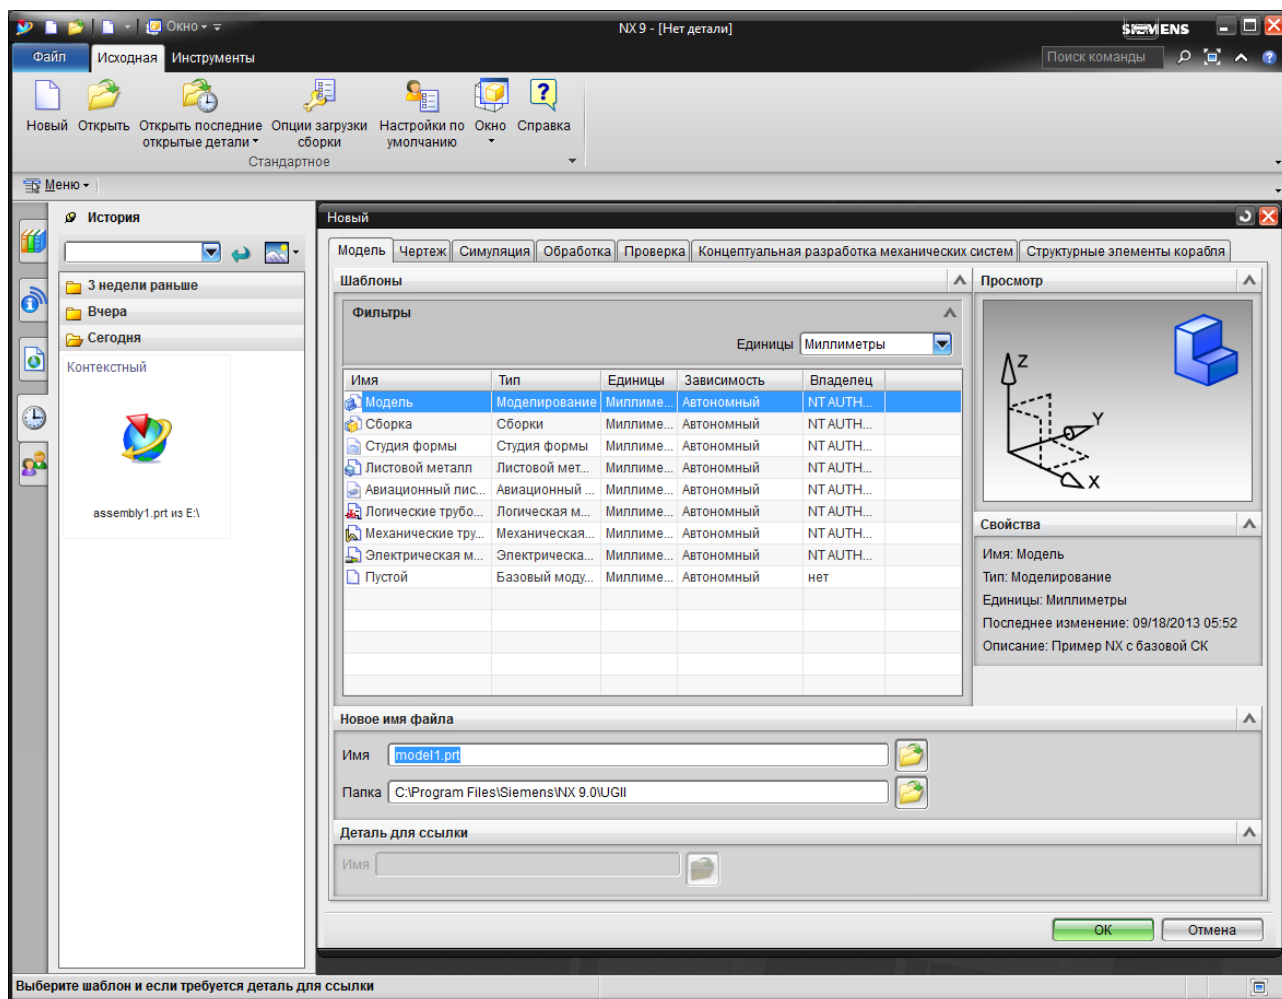 Окно
NX 9 - [Нет детали]
SIEMENS
Файл
Исходная
Инструменты
Поиск команды
Новый
Открыть
Открыть последние открытые детали
Опции загрузки сборки
Настройки по умолчанию
Окно
Справка
Стандартное
Меню
История
3 недели раньше
Вчера
Сегодня
Контекстный
assembly1.prt из E:\
Новый
Модель Чертеж Симуляция Обработка Проверка Концептуальная разработка механических систем Структурные элементы корабля
Шаблоны
Фильтры
Единицы Миллиметры
Имя Тип Единицы Зависимость Владелец
Модель Моделирование Миллиме... Автономный NT AUTH...
Сборка Сборки Миллиме... Автономный NT AUTH...
Студия формы Студия формы Миллиме... Автономный NT AUTH...
Листовой металл Листовой мет... Миллиме... Автономный NT AUTH...
Авиационный лис... Авиационный ... Миллиме... Автономный NT AUTH...
Логические трубо... Логическая м... Миллиме... Автономный NT AUTH...
Механические тру... Механическая... Миллиме... Автономный NT AUTH...
Электрическая м... Электрическа... Миллиме... Автономный NT AUTH...
Пустой Базовый моду... Миллиме... Автономный нет
Просмотр
Z
Y
X
Свойства
Имя: Модель
Тип: Моделирование
Единицы: Миллиметры
Последнее изменение: 09/18/2013 05:52
Описание: Пример NX с базовой СК
Новое имя файла
Имя model1.prt
Папка C:\Program Files\Siemens\NX 9.0\UGII
Деталь для ссылки
Имя
OK Отмена
Выберите шаблон и если требуется деталь для ссылки